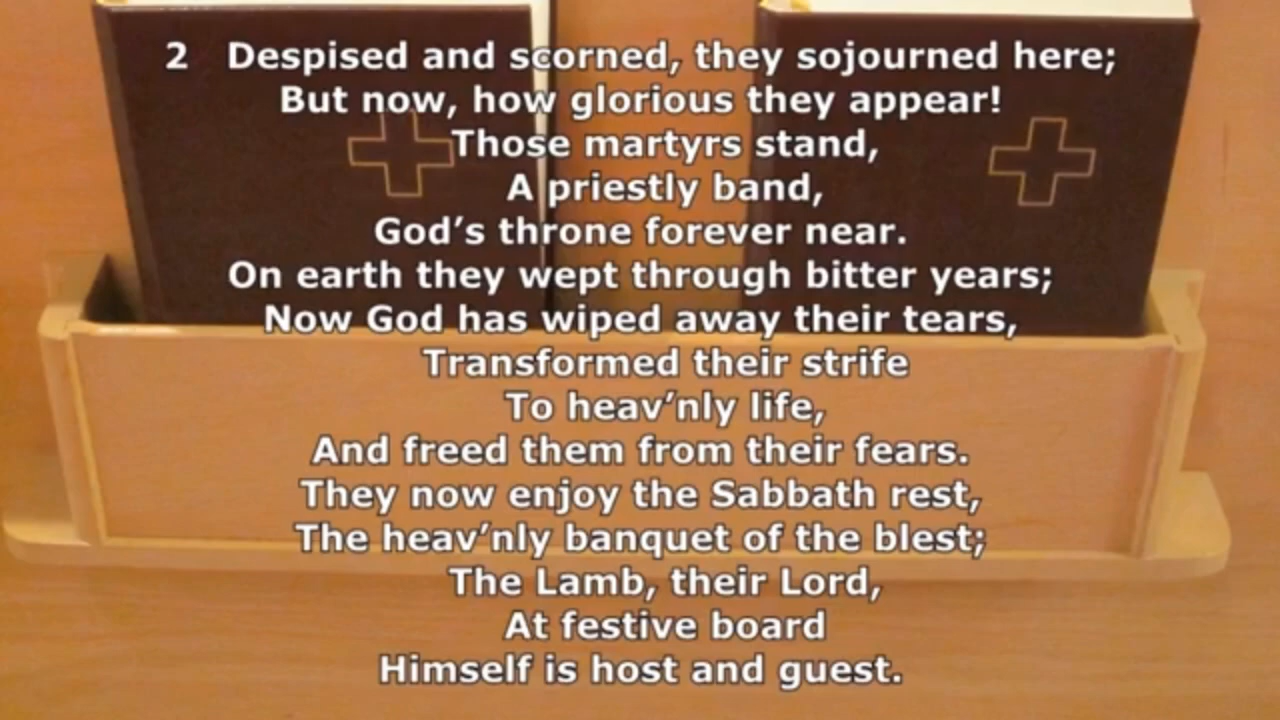 2 Despised and scorned, they sojourned here;
But now, how glorious they appear!
Those martyrs stand,
A priestly band,
God’s throne forever near.
On earth they wept through bitter years;
Now God has wiped away their tears,
Transformed their strife
To heav’nly life,
And freed them from their fears.
They now enjoy the Sabbath rest,
The heav’nly banquet of the blest;
The Lamb, their Lord,
At festive board
Himself is host and guest.